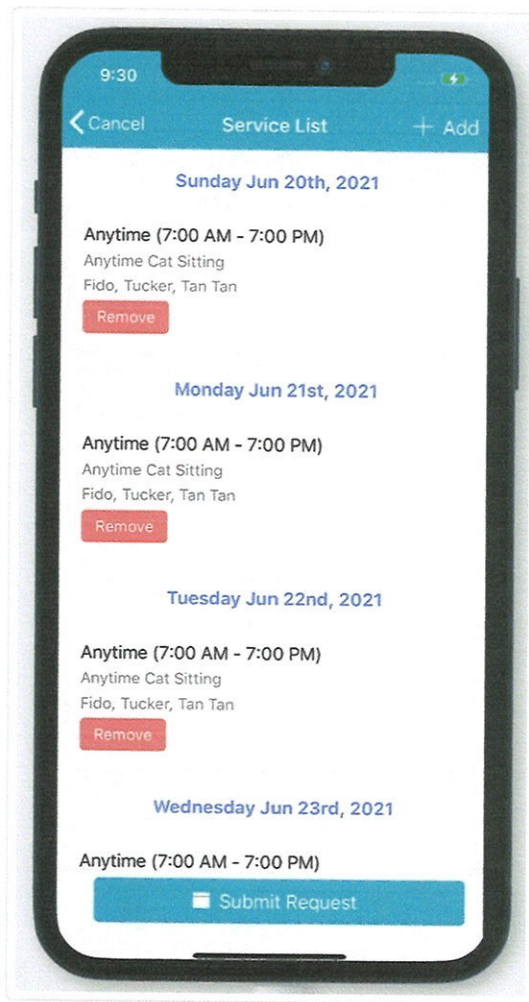 9:30
Cancel Service List + Add
Sunday Jun 20th, 2021
Anytime (7:00 AM - 7:00 PM)
Anytime Cat Sitting
Fido, Tucker, Tan Tan
Remove
Monday Jun 21st, 2021
Anytime (7:00 AM - 7:00 PM)
Anytime Cat Sitting
Fido, Tucker, Tan Tan
Remove
Tuesday Jun 22nd, 2021
Anytime (7:00 AM - 7:00 PM)
Anytime Cat Sitting
Fido, Tucker, Tan Tan
Remove
Wednesday Jun 23rd, 2021
Anytime (7:00 AM - 7:00 PM)
Submit Request